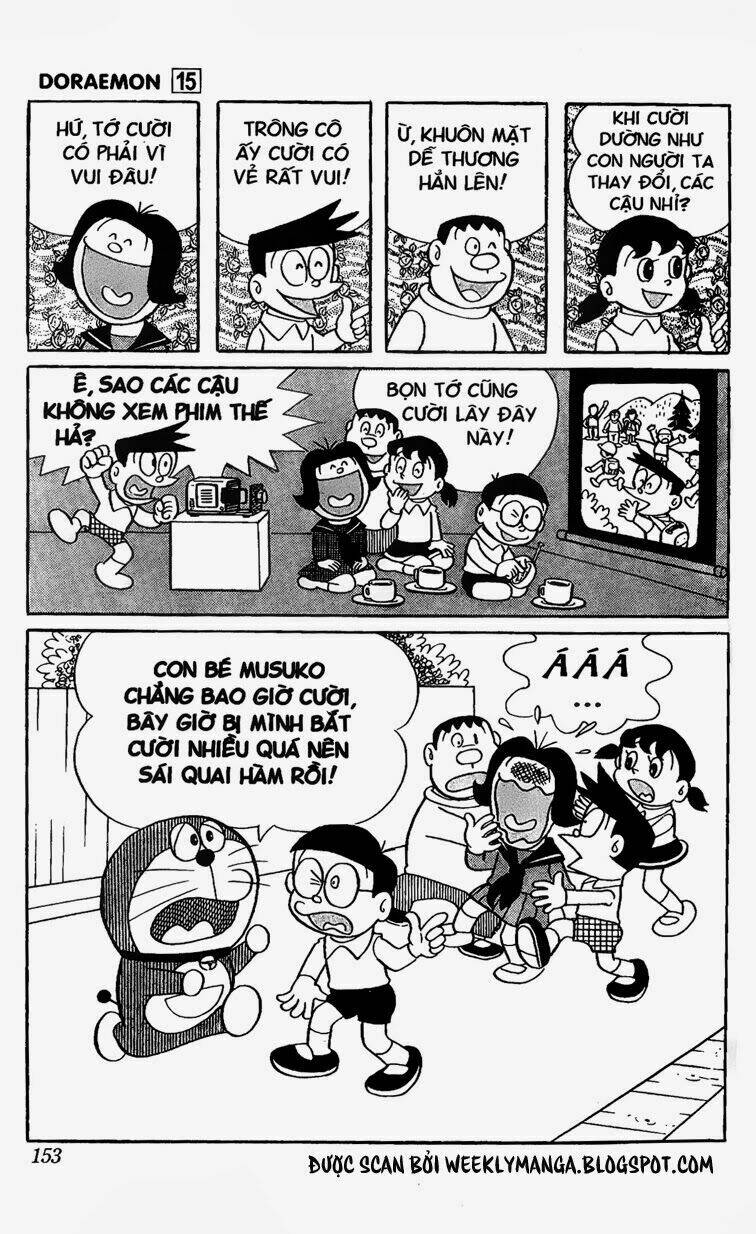 DORAEMON 15
HỨ, TỚ CƯỜI
CÓ PHẢI VÌ
VUI ĐÂU!
TRÔNG CÔ
ẤY CƯỜI CÓ
VẺ RẤT VUI!
Ừ, KHUÔN MẶT
DỄ THƯƠNG
HẲN LÊN!
KHI CƯỜI
DƯỜNG NHƯ
CON NGƯỜI TA
THAY ĐỔI, CÁC
CẬU NHỈ?
Ê, SAO CÁC CẬU
KHÔNG XEM PHIM THẾ
HẢ?
BỌN TỚ CŨNG
CƯỜI LÂY ĐÂY
NÀY!
CON BÉ MUSUKO
CHẲNG BAO GIỜ CƯỜI,
BÂY GIỜ BỊ MÌNH BẮT
CƯỜI NHIỀU QUÁ NÊN
SÁI QUAI HÀM RỒI!
ÁÁÁ
...
153
ĐƯỢC SCAN BỞI WEEKLYMANGA.BLOGSPOT.COM